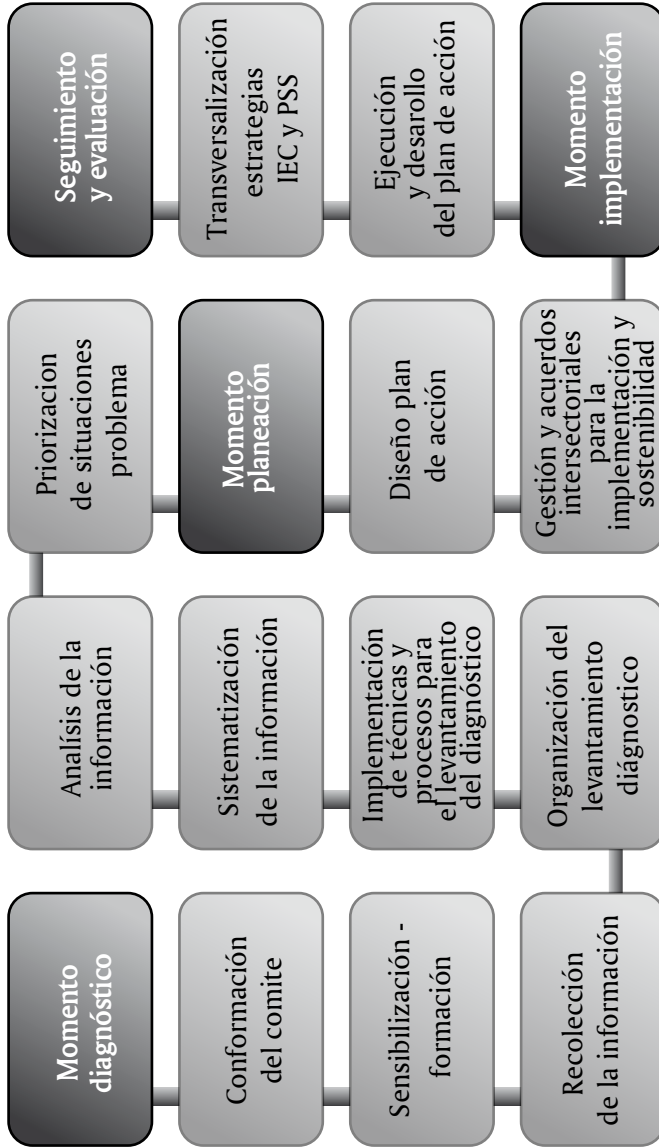 Momento
diagnóstico
Conformación
del comite
Sensibilización -
formación
Recolección
de la información
Organización del
levantamiento
diágnostico
Implementación
de técnicas y
procesos para
el levantamiento
del diagnóstico
Sistematización
de la información
Analísis de la
información
Priorizacion
de situaciones
problema
Momento
planeación
Diseño plan
de acción
Gestión y acuerdos
intersectoriales
para la
implementación y
sostenibilidad
Momento
implementación
Ejecución
y desarollo
del plan de acción
Transversalización
estrategias
IEC y PSS
Seguimiento
y evaluación